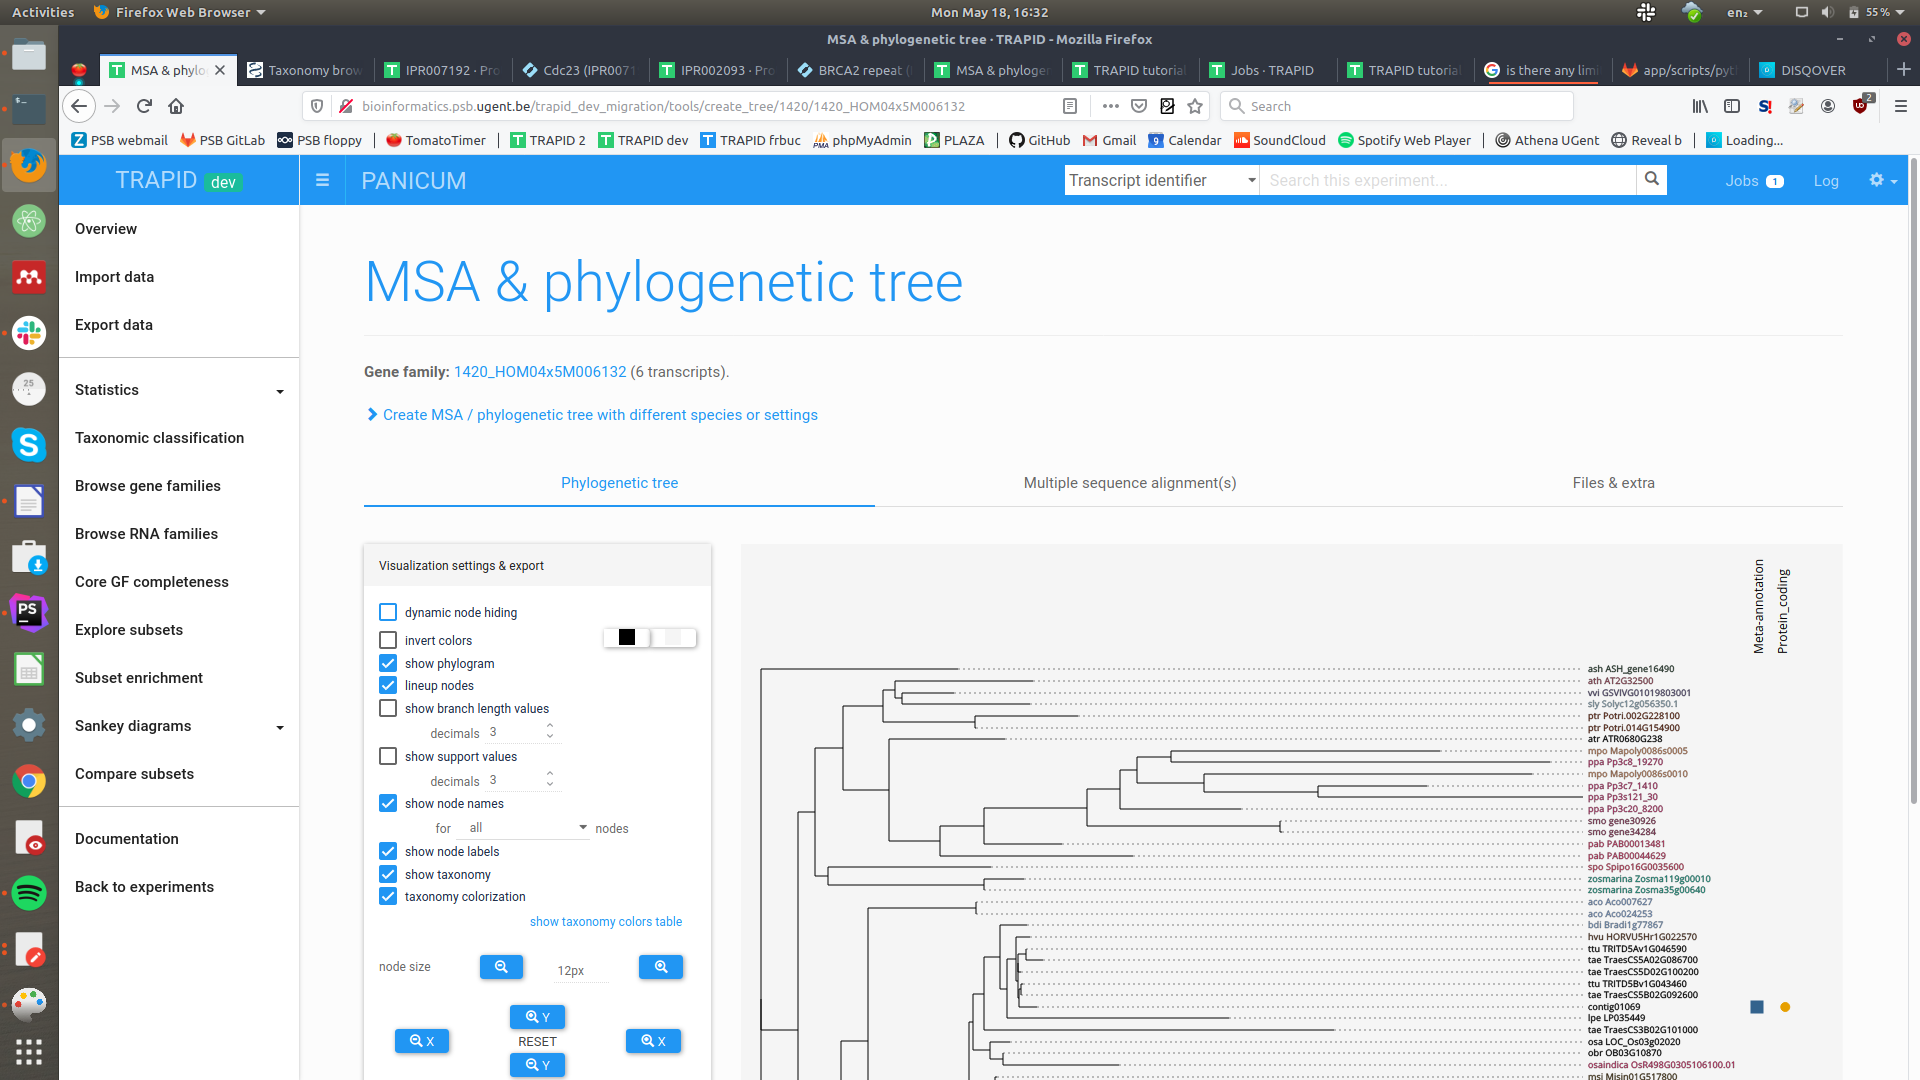 Activities
Firefox Web Browser
Mon May 18, 16:32
en₂
55 %
MSA & phylogenetic tree · TRAPID - Mozilla Firefox
MSA & phylo
Taxonomy brow
IPR007192 · Pro
Cdc23 (IPR0071
IPR002093 · Pro
BRCA2 repeat (
MSA & phyloger
TRAPID tutorial
Jobs · TRAPID
TRAPID tutorial
is there any limi
app/scripts/pyt
DISQOVER
bioinformatics.psb.ugent.be/trapid_dev_migration/tools/create_tree/1420/1420_HOM04x5M006132
Search
2
PSB webmail
PSB GitLab
PSB floppy
TomatoTimer
TRAPID 2
TRAPID dev
TRAPID frbuc
phpMyAdmin
PLAZA
GitHub
Gmail
Calendar
SoundCloud
Spotify Web Player
Athena UGent
Reveal b
Loading...
TRAPID dev
PANICUM
Transcript identifier
Search this experiment...
Jobs 1
Log
Overview
Import data
Export data
Statistics
Taxonomic classification
Browse gene families
Browse RNA families
Core GF completeness
Explore subsets
Subset enrichment
Sankey diagrams
Compare subsets
Documentation
Back to experiments
MSA & phylogenetic tree
Gene family: 1420_HOM04x5M006132 (6 transcripts).
Create MSA / phylogenetic tree with different species or settings
Phylogenetic tree
Multiple sequence alignment(s)
Files & extra
Visualization settings & export
dynamic node hiding
invert colors
show phylogram
lineup nodes
show branch length values
decimals 3
show support values
decimals 3
show node names
for all nodes
show node labels
show taxonomy
taxonomy colorization
show taxonomy colors table
node size
12px
Y
X
RESET
X
Y
Meta-annotation
Protein_coding
ash ASH_gene16490
ath AT2G32500
vvi GSVIVG01019803001
sly Solyc12g056350.1
ptr Potri.002G228100
ptr Potri.014G154900
atr ATR0680G238
mpo Mapoly0086s0005
ppa Pp3c8_19270
mpo Mapoly0086s0010
ppa Pp3c7_1410
ppa Pp3s121_30
ppa Pp3c20_8200
smo gene30926
smo gene34284
pab PAB00013481
pab PAB00044629
spo Spipo16G0035600
zosmarina Zosma119g00010
zosmarina Zosma35g00640
aco Aco007627
aco Aco024253
bdi Bradi1g77867
hvu HORVU5Hr1G022570
ttu TRITD5Av1G046590
tae TraesCS5A02G086700
tae TraesCS5D02G100200
ttu TRITD5Bv1G043460
tae TraesCS5B02G092600
contig01069
lpe LP035449
tae TraesCS3B02G101000
osa LOC_Os03g02020
obr OB03G10870
osaindica OsR498G0305106100.01
msi Misin01G517800